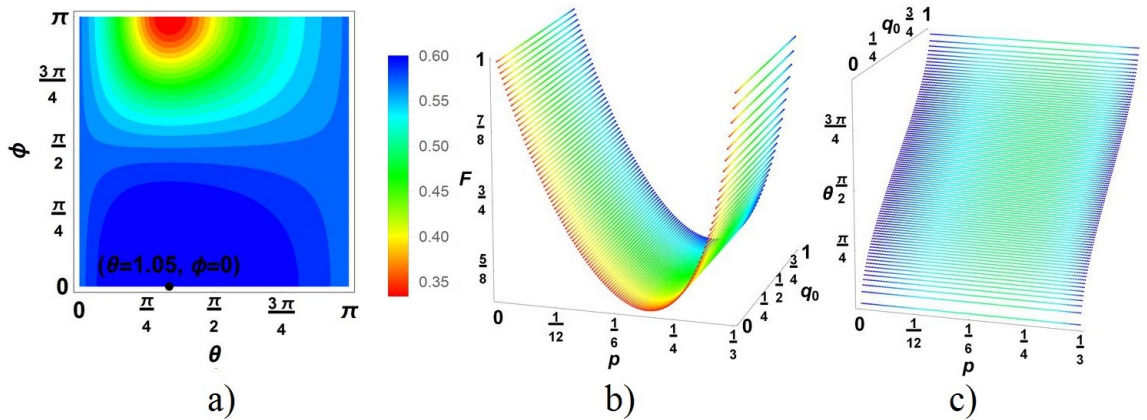 π
3π/4
π/2
π/4
0
ϕ
(θ=1.05, ϕ=0)
0 π/4 π/2 3π/4 π
θ
0.60
0.55
0.50
0.45
0.40
0.35
1
7/8
F
3/4
5/8
0 1/12 1/6 1/4 1/3
p
0 1/4 1/2 3/4 1
q₀
0 1/4 q₀ 3/4 1
3π/4
θ π/2
π/4
0 1/12 1/6 1/4 1/3
p
a) b) c)